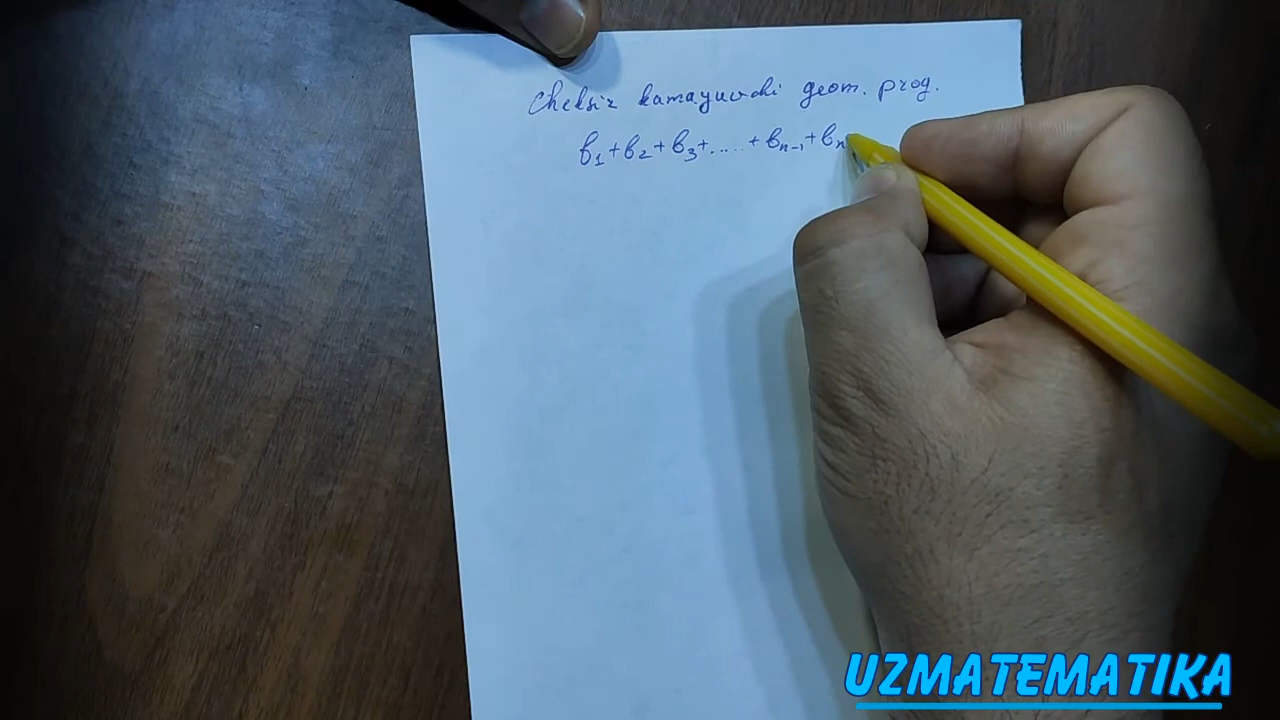 Cheksiz kamayuvchi geom. prog.
b₁+b₂+b₃+.....+bₙ₋₁+bₙ
UZMATEMATIKA